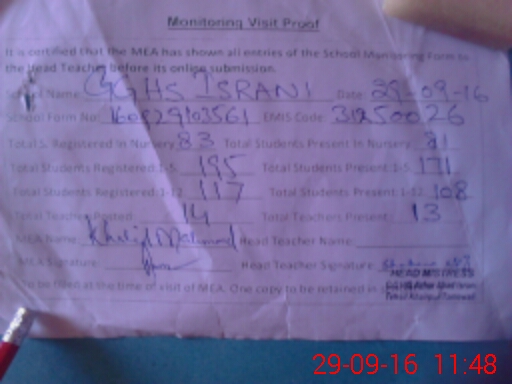 Monitoring Visit Proof
It is certified that the MEA has shown all entries of the School Monitoring Form to
the Head Teacher before its online submission.
School Name: GGHS ISRANI Date: 29-09-16
School Form No: 160929103561 EMIS Code: 31250026
Total S. Registered in Nursery 83 Total Students Present in Nursery 81
Total Students Registered:1-5: 195 Total Students Present:1-5 171
Total Students Registered:1-12 117 Total Students Present:1-12 108
Total Teacher Posted: 14 Total Teachers Present: 13
MEA Name: Khalid Mahmood Head Teacher Name:
MEA Signature: Head Teacher Signature:
HEAD MISTRESS
To be filed at the time of visit of MEA. One copy to be retained in
29-09-16 11:48